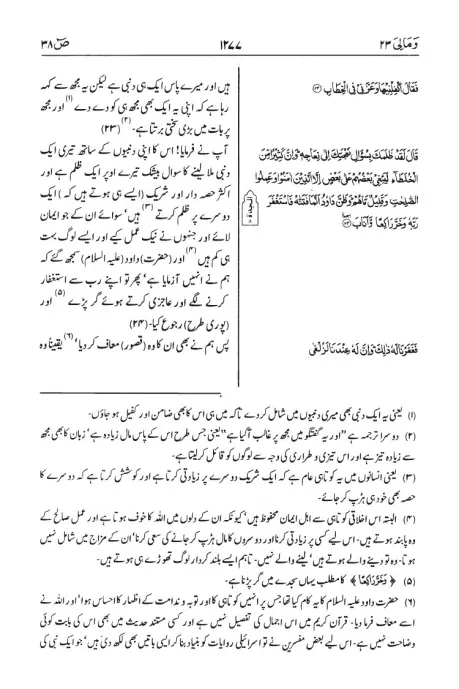 وَمَالِیَ ۲۳
۱۲۷۷
صٓ ۳۸
فَقَالَ اَكْفِلْنِیْهَا وَعَزَّنِیْ فِی الْخِطَابِ ﴿۲۳﴾
قَالَ لَقَدْ ظَلَمَكَ بِسُؤَالِ نَعْجَتِكَ اِلٰی نِعَاجِهٖ ؕ وَاِنَّ كَثِیْرًا مِّنَ
الْخُلَطَآءِ لَیَبْغِیْ بَعْضُهُمْ عَلٰی بَعْضٍ اِلَّا الَّذِیْنَ اٰمَنُوْا وَعَمِلُوا
الصّٰلِحٰتِ وَقَلِیْلٌ مَّا هُمْ ؕ وَظَنَّ دَاوٗدُ اَنَّمَا فَتَنّٰهُ فَاسْتَغْفَرَ
رَبَّهٗ وَخَرَّ رَاكِعًا وَّاَنَابَ ﴿۲۴﴾
السجدة
فَغَفَرْنَا لَهٗ ذٰلِكَ ؕ وَاِنَّ لَهٗ عِنْدَنَا لَزُلْفٰی
ہیں اور میرے پاس ایک ہی دنبی ہے لیکن یہ مجھ سے کہہ
رہا ہے کہ اپنی یہ ایک بھی مجھ ہی کو دے دے (۱) اور مجھ
پر بات میں بڑی سختی برتتا ہے۔ (۲) (۲۳)
آپ نے فرمایا! اس کا اپنی دنبیوں کے ساتھ تیری ایک
دنبی ملا لینے کا سوال بیشک تیرے اوپر ایک ظلم ہے اور
اکثر حصہ دار اور شریک (ایسے ہی ہوتے ہیں کہ) ایک
دوسرے پر ظلم کرتے (۳) ہیں، سوائے ان کے جو ایمان
لائے اور جنہوں نے نیک عمل کیے اور ایسے لوگ بہت
ہی کم ہیں (۴) اور (حضرت) داود (علیہ السلام) سمجھ گئے کہ
ہم نے انہیں آزمایا ہے، پھر تو اپنے رب سے استغفار
کرنے لگے اور عاجزی کرتے ہوئے گر پڑے (۵) اور
(پوری طرح) رجوع کیا۔ (۲۴)
پس ہم نے بھی ان کا وہ (قصور) معاف کر دیا، (۶) یقیناً وہ
(۱) یعنی یہ ایک دنبی بھی میری دنبیوں میں شامل کر دے تاکہ میں ہی اس کا بھی ضامن اور کفیل ہو جاؤں۔
(۲) دوسرا ترجمہ ہے "اور یہ گفتگو میں مجھ پر غالب آگیا ہے" یعنی جس طرح اس کے پاس مال زیادہ ہے، زبان کا بھی مجھ
سے زیادہ تیز ہے اور اس تیزی و طراری کی وجہ سے لوگوں کو قائل کر لیتا ہے۔
(۳) یعنی انسانوں میں یہ کوتاہی عام ہے کہ ایک شریک دوسرے پر زیادتی کرتا ہے اور کوشش کرتا ہے کہ دوسرے کا
حصہ بھی خود ہی ہڑپ کر جائے۔
(۴) البتہ اس اخلاقی کوتاہی سے اہل ایمان محفوظ ہیں، کیونکہ ان کے دلوں میں اللہ کا خوف ہوتا ہے اور عمل صالح کے
وہ پابند ہوتے ہیں۔ اس لیے کسی پر زیادتی کرنا اور دوسروں کا مال ہڑپ کر جانے کی سعی کرنا، ان کے مزاج میں شامل نہیں
ہوتا۔ وہ تو دینے والے ہوتے ہیں، لینے والے نہیں۔ تاہم ایسے بلند کردار لوگ تھوڑے ہی ہوتے ہیں۔
(۵) ﴿ وَخَرَّ رَاكِعًا ﴾ کا مطلب یہاں سجدے میں گر پڑنا ہے۔
(۶) حضرت داود علیہ السلام کا یہ کام کیا تھا جس پر انہیں کوتاہی کا اور توبہ و ندامت کے اظہار کا احساس ہوا، اور اللہ نے
اسے معاف فرما دیا۔ قرآن کریم میں اس اجمال کی تفصیل نہیں ہے اور کسی مستند حدیث میں بھی اس کی بابت کوئی
وضاحت نہیں ہے۔ اس لیے بعض مفسرین نے تو اسرائیلی روایات کو بنیاد بنا کر ایسی باتیں بھی لکھ دی ہیں، جو ایک نبی کی